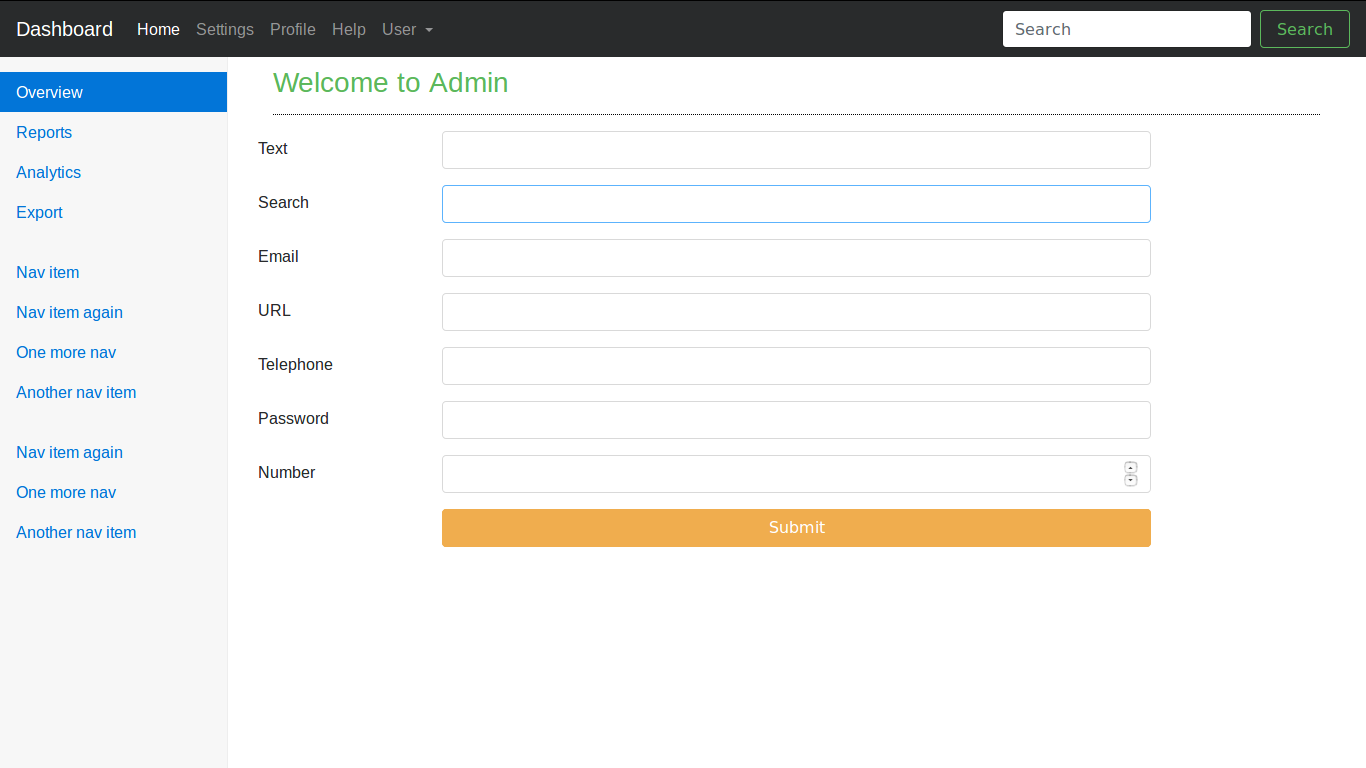 Dashboard Home Settings Profile Help User Search Search
Overview
Reports
Analytics
Export
Nav item
Nav item again
One more nav
Another nav item
Nav item again
One more nav
Another nav item
Welcome to Admin
Text
Search
Email
URL
Telephone
Password
Number
Submit